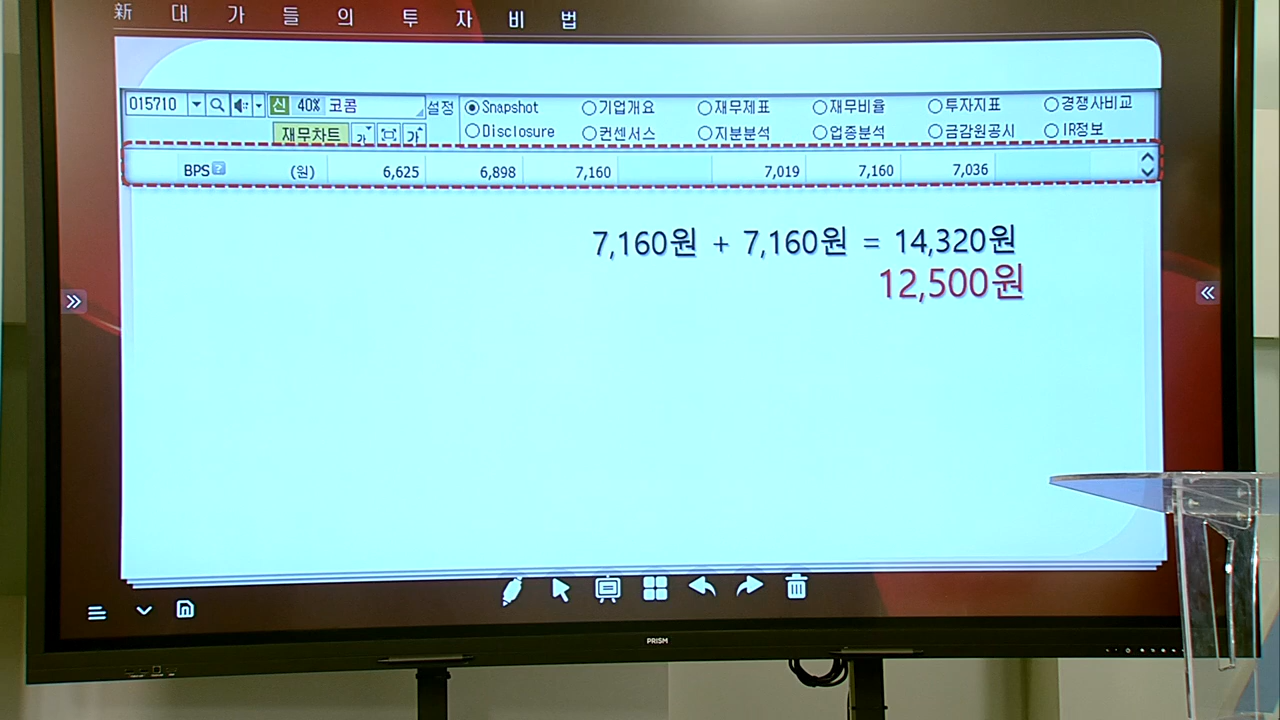 新 대 가 들 의 투 자 비 법
015710 신 40% 코콤 설정 Snapshot 기업개요 재무제표 재무비율 투자지표 경쟁사비교
재무차트 가 가 Disclosure 컨센서스 지분분석 업종분석 금감원공시 IR정보
BPS ? (원) 6,625 6,898 7,160 7,019 7,160 7,036
7,160원 + 7,160원 = 14,320원
12,500원
PRISM